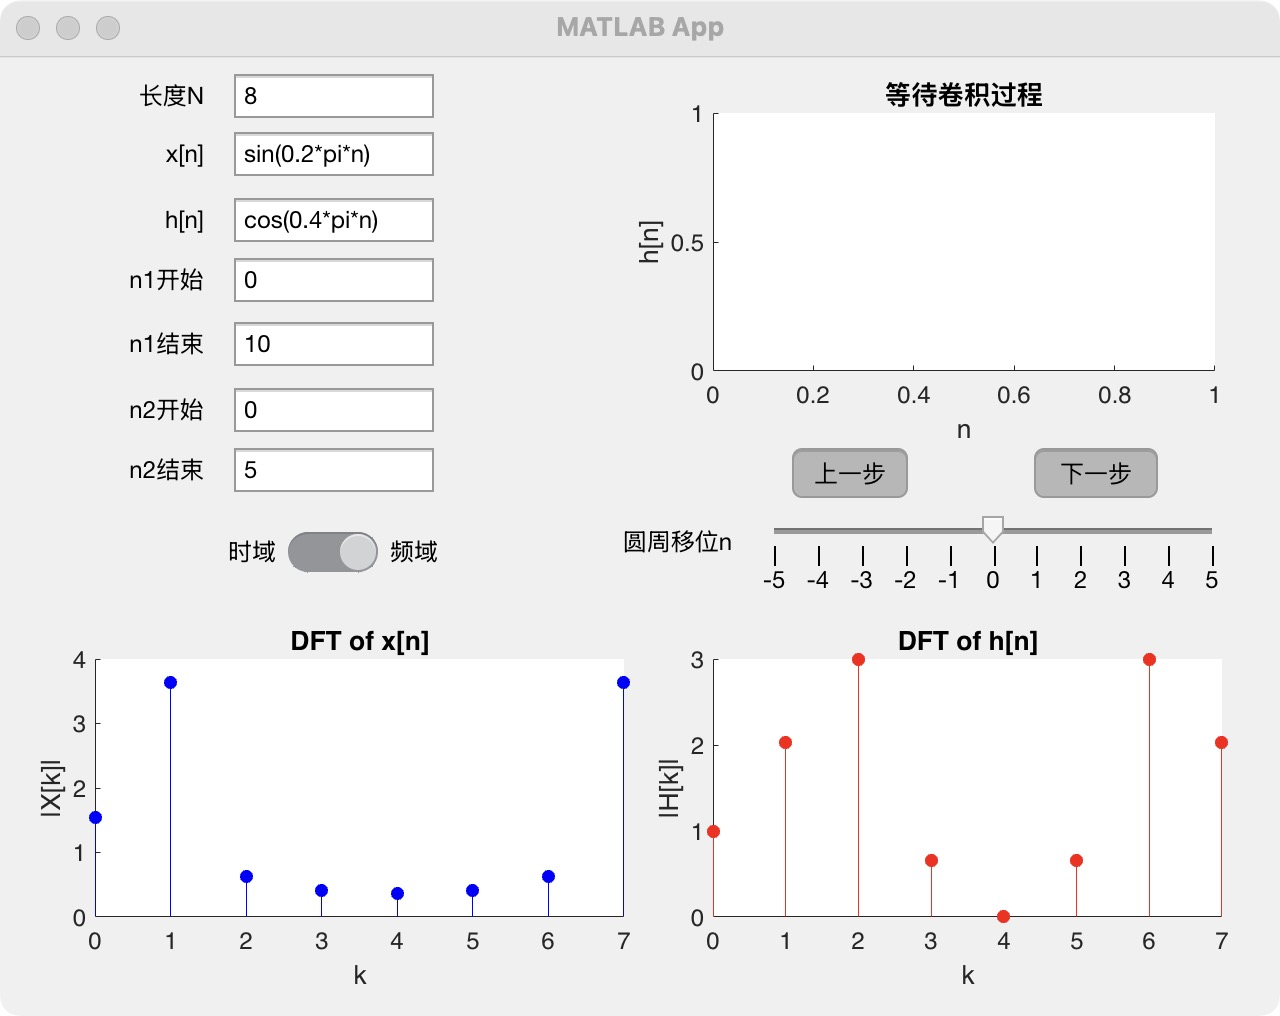 MATLAB App
长度N 8
x[n] sin(0.2*pi*n)
h[n] cos(0.4*pi*n)
n1开始 0
n1结束 10
n2开始 0
n2结束 5
时域 频域
等待卷积过程
1
0.5
0
h[n]
0 0.2 0.4 0.6 0.8 1
n
上一步 下一步
圆周移位n
-5 -4 -3 -2 -1 0 1 2 3 4 5
DFT of x[n]
4
3
2
1
0
|X[k]|
0 1 2 3 4 5 6 7
k
DFT of h[n]
3
2
1
0
|H[k]|
0 1 2 3 4 5 6 7
k